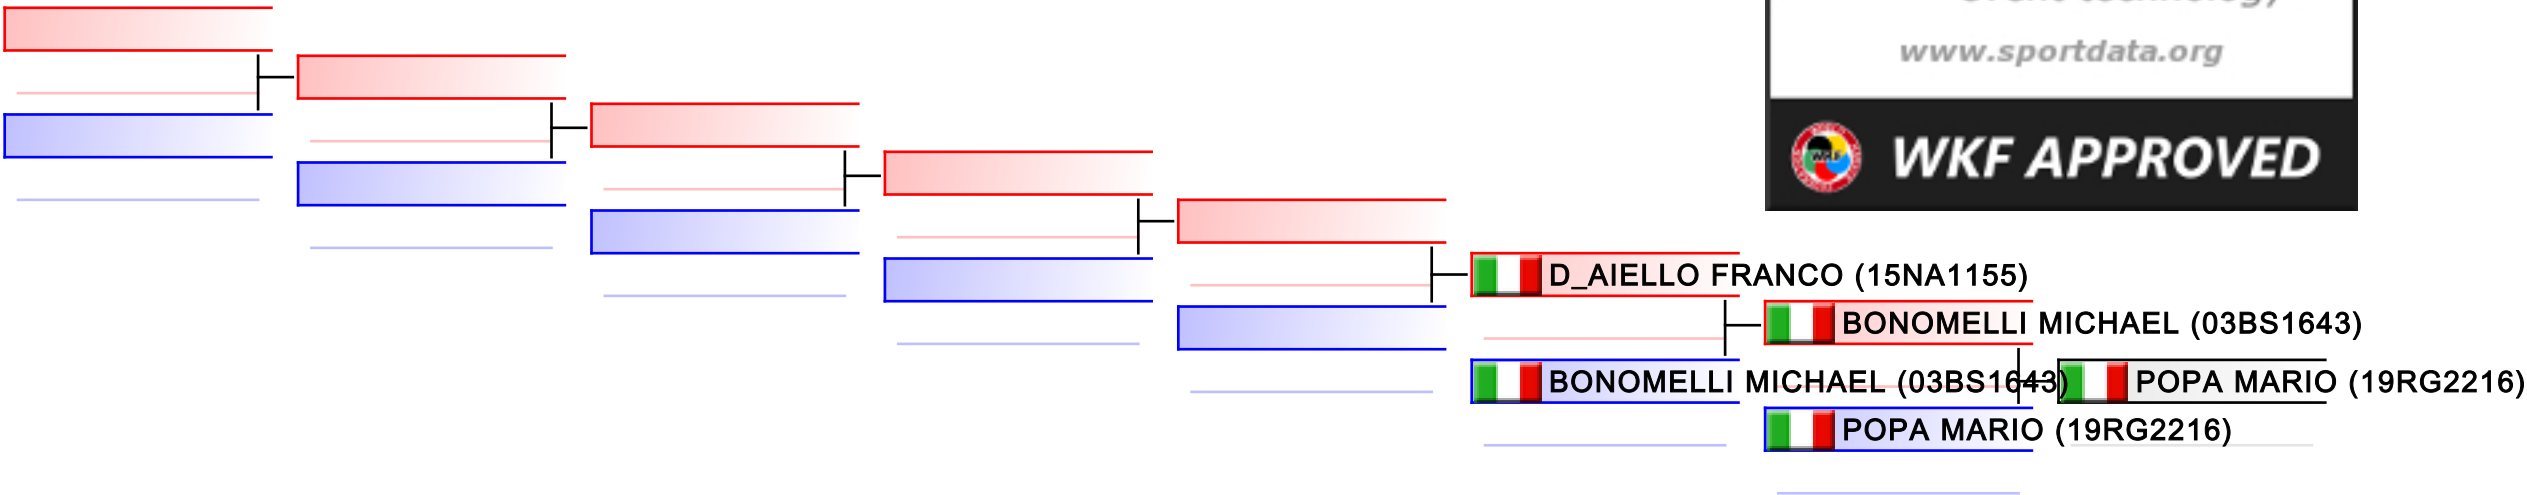 www.sportdata.org
WKF APPROVED
D_AIELLO FRANCO (15NA1155)
BONOMELLI MICHAEL (03BS1643)
BONOMELLI MICHAEL (03BS1643)
POPA MARIO (19RG2216)
POPA MARIO (19RG2216)